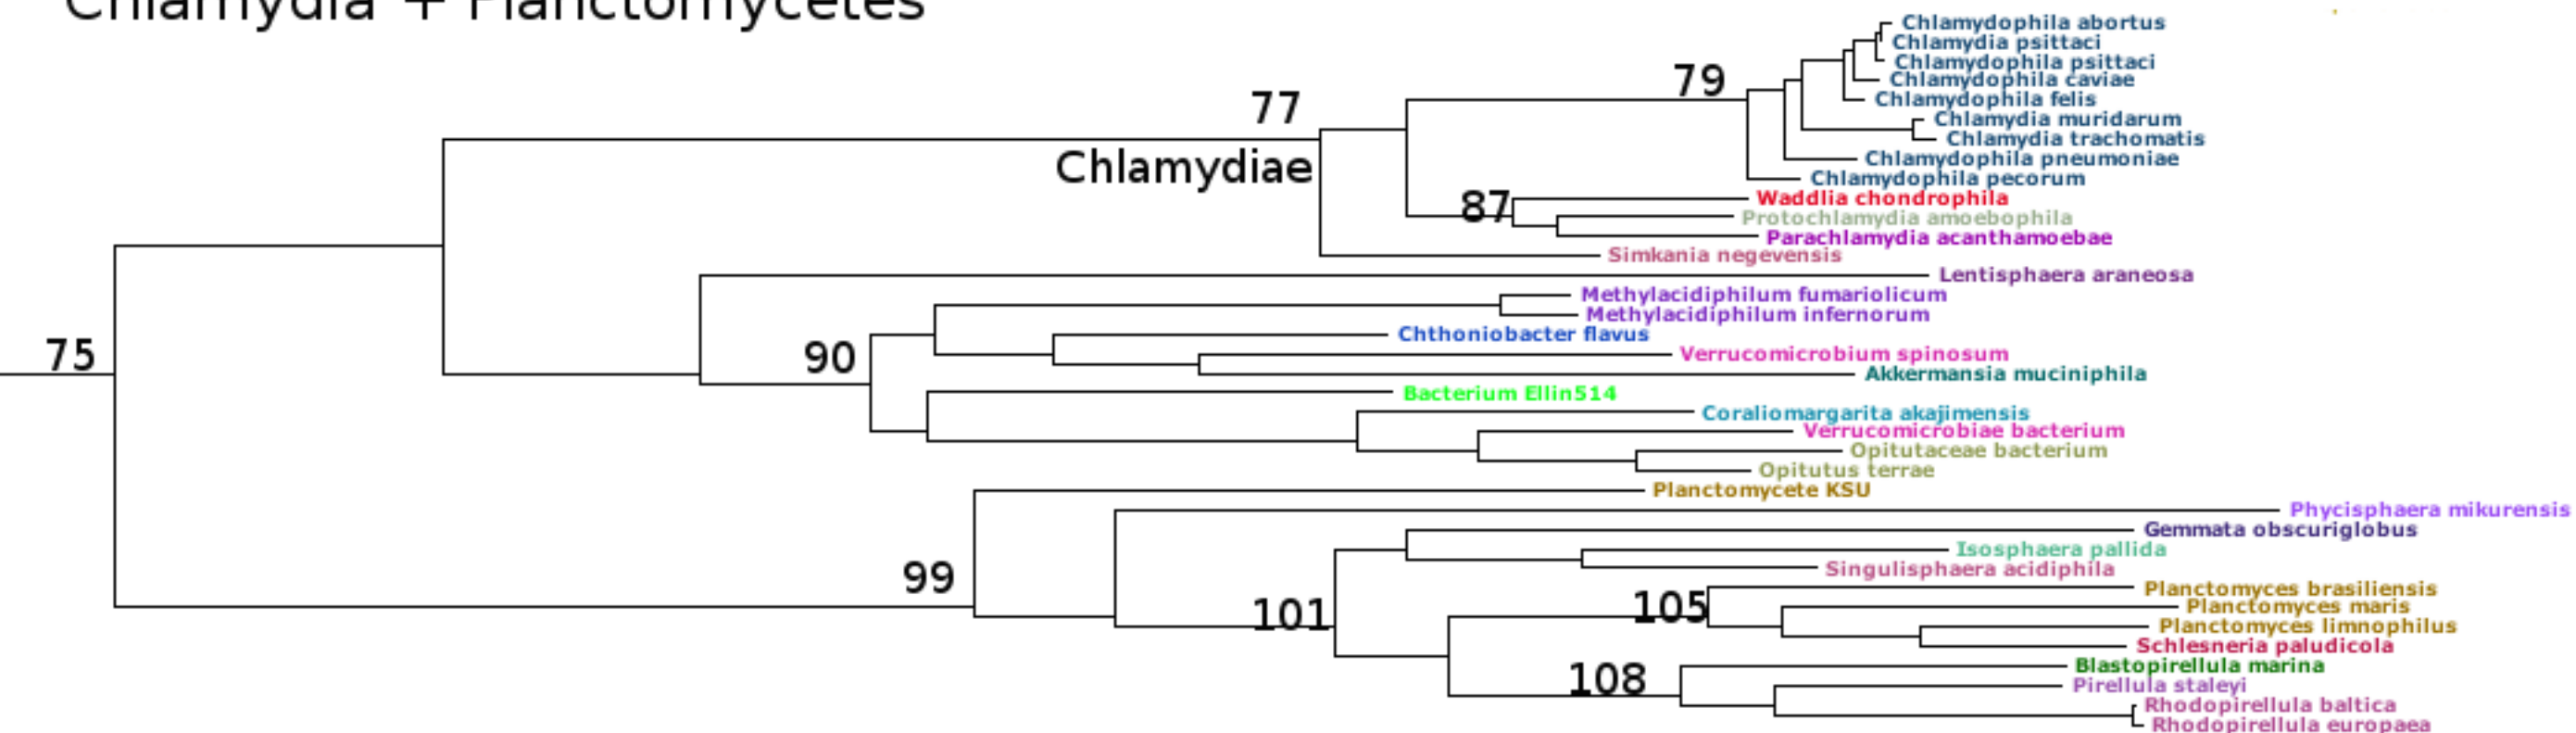 Chlamydia + Planctomycetes
Chlamydophila abortus
Chlamydia psittaci
Chlamydophila psittaci
79
Chlamydophila caviae
Chlamydophila felis
77
Chlamydia muridarum
Chlamydia trachomatis
Chlamydophila pneumoniae
Chlamydiae
Chlamydophila pecorum
Waddlia chondrophila
87
Protochlamydia amoebophila
Parachlamydia acanthamoebae
Simkania negevensis
Lentisphaera araneosa
Methylacidiphilum fumariolicum
Methylacidiphilum infernorum
Chthoniobacter flavus
75
90
Verrucomicrobium spinosum
Akkermansia muciniphila
Bacterium Ellin514
Coraliomargarita akajimensis
Verrucomicrobiae bacterium
Opitutaceae bacterium
Opitutus terrae
Planctomycete KSU
Phycisphaera mikurensis
Gemmata obscuriglobus
Isosphaera pallida
Singulisphaera acidiphila
99
Planctomyces brasiliensis
105
Planctomyces maris
101
Planctomyces limnophilus
Schlesneria paludicola
Blastopirellula marina
108
Pirellula staleyi
Rhodopirellula baltica
Rhodopirellula europaea